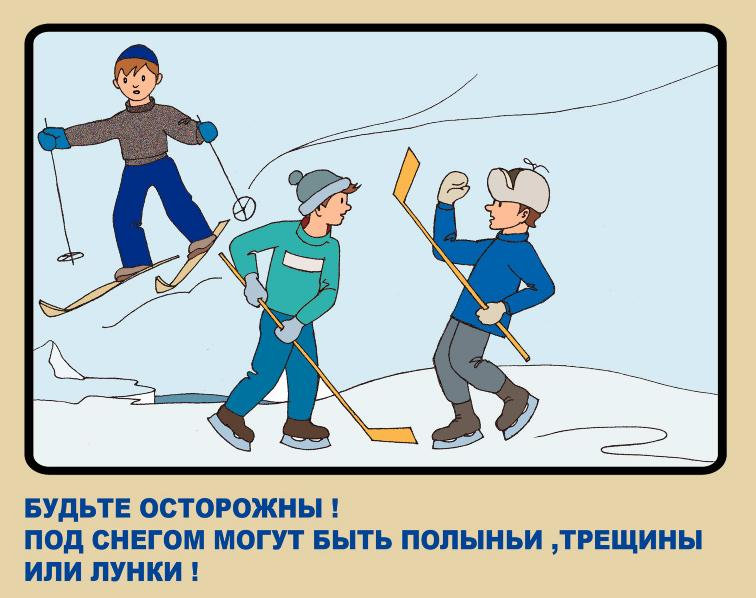 БУДЬТЕ ОСТОРОЖНЫ !
ПОД СНЕГОМ МОГУТ БЫТЬ ПОЛЫНЬИ ,ТРЕЩИНЫ
ИЛИ ЛУНКИ !